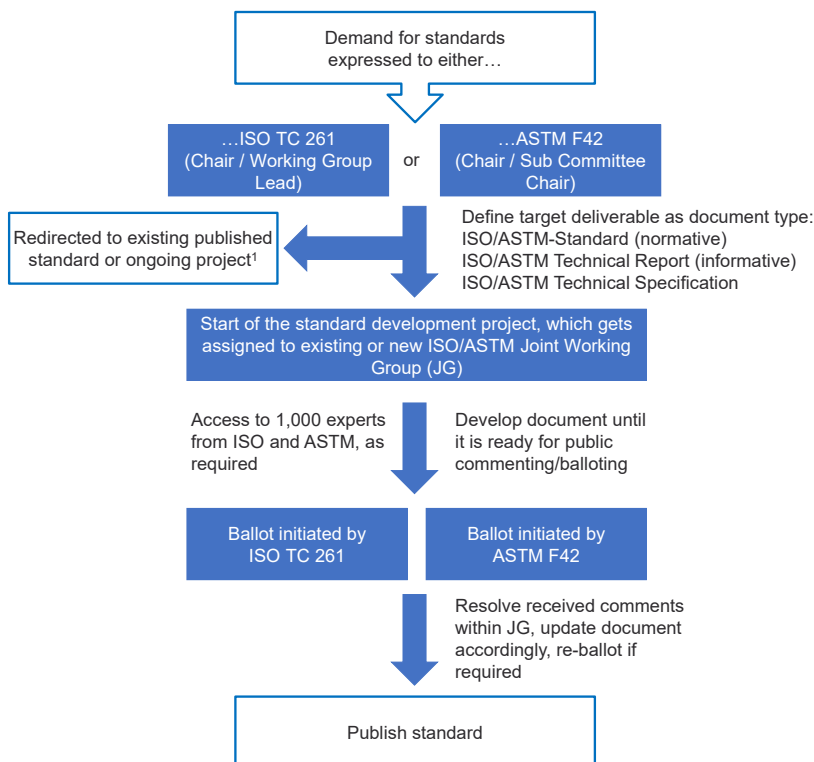 Demand for standards
expressed to either…
…ISO TC 261
(Chair / Working Group
Lead)
or
…ASTM F42
(Chair / Sub Committee
Chair)
Redirected to existing published
standard or ongoing project¹
Define target deliverable as document type:
ISO/ASTM-Standard (normative)
ISO/ASTM Technical Report (informative)
ISO/ASTM Technical Specification
Start of the standard development project, which gets
assigned to existing or new ISO/ASTM Joint Working
Group (JG)
Access to 1,000 experts
from ISO and ASTM, as
required
Develop document until
it is ready for public
commenting/balloting
Ballot initiated by
ISO TC 261
Ballot initiated by
ASTM F42
Resolve received comments
within JG, update document
accordingly, re-ballot if
required
Publish standard